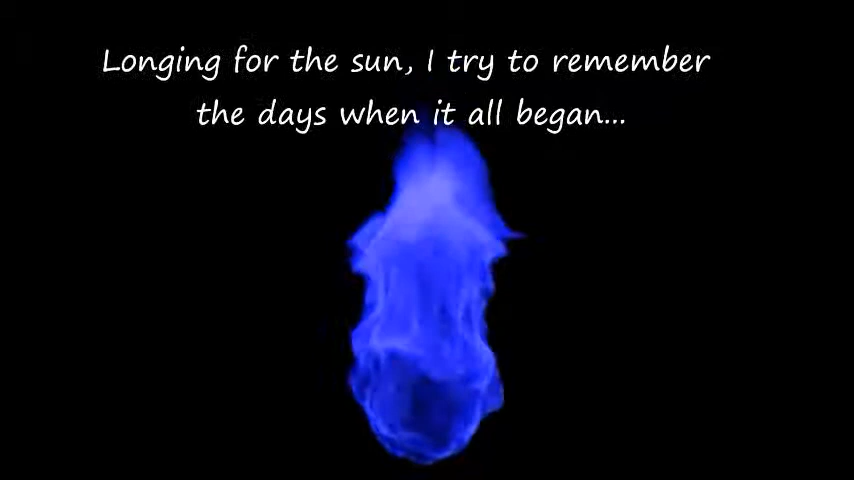 Longing for the sun, I try to remember
the days when it all began...